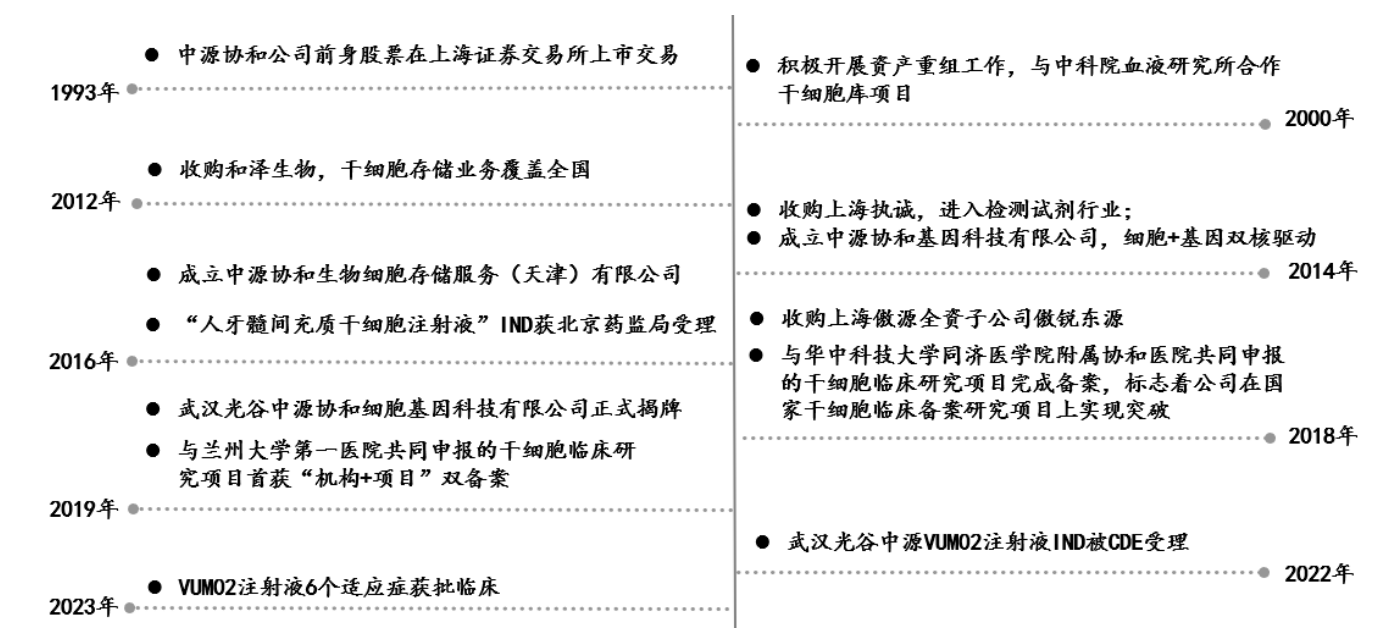 中源协和公司前身股票在上海证券交易所上市交易
1993年
积极开展资产重组工作，与中科院血液研究所合作
干细胞库项目
2000年
收购和泽生物，干细胞存储业务覆盖全国
2012年
收购上海执诚，进入检测试剂行业；
成立中源协和基因科技有限公司，细胞+基因双核驱动
2014年
成立中源协和生物细胞存储服务（天津）有限公司
“人牙髓间充质干细胞注射液”IND获北京药监局受理
2016年
收购上海傲源全资子公司傲锐东源
与华中科技大学同济医学院附属协和医院共同申报
的干细胞临床研究项目完成备案，标志着公司在国
家干细胞临床备案研究项目上实现突破
2018年
武汉光谷中源协和细胞基因科技有限公司正式揭牌
与兰州大学第一医院共同申报的干细胞临床研
究项目首获“机构+项目”双备案
2019年
武汉光谷中源VUM02注射液IND被CDE受理
2022年
VUM02注射液6个适应症获批临床
2023年